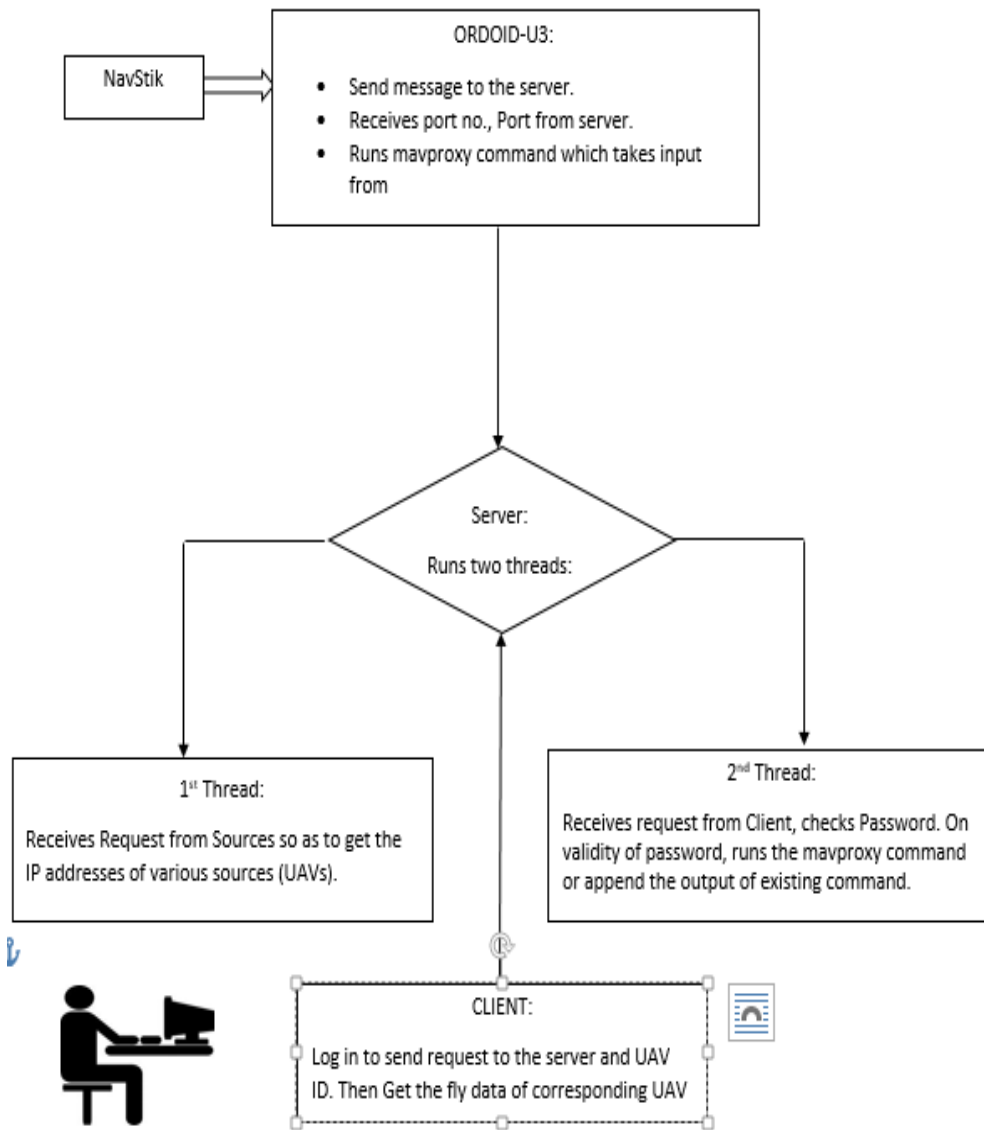 NavStik
ORDOID-U3:
• Send message to the server.
• Receives port no., Port from server.
• Runs mavproxy command which takes input
from
Server:
Runs two threads:
1st Thread:
Receives Request from Sources so as to get the
IP addresses of various sources (UAVs).
2nd Thread:
Receives request from Client, checks Password. On
validity of password, runs the mavproxy command
or append the output of existing command.
CLIENT:
Log in to send request to the server and UAV
ID. Then Get the fly data of corresponding UAV